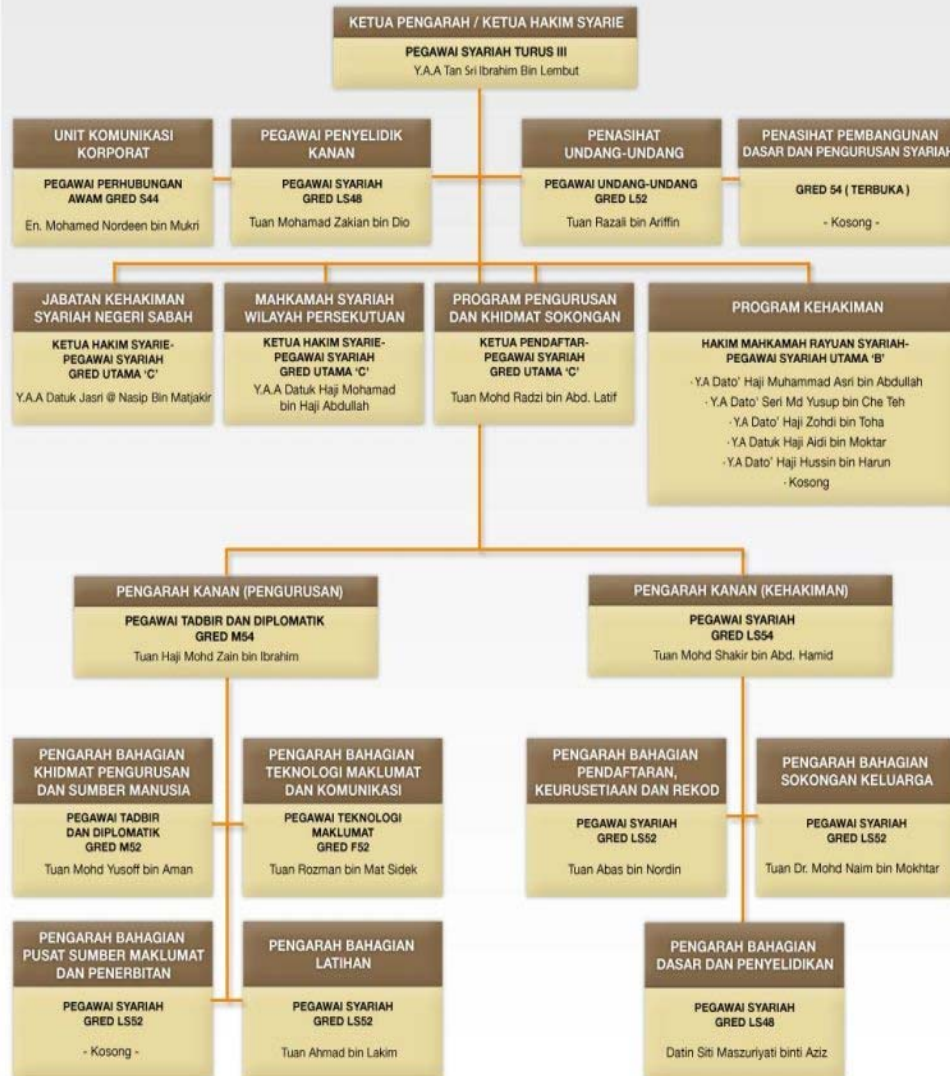 KETUA PENGARAH / KETUA HAKIM SYARIE
PEGAWAI SYARIAH TURUS III
Y.A.A Tan Sri Ibrahim Bin Lembut
UNIT KOMUNIKASI
KORPORAT
PEGAWAI PERHUBUNGAN
AWAM GRED S44
En. Mohamed Nordeen bin Mukri
PEGAWAI PENYELIDIK
KANAN
PEGAWAI SYARIAH
GRED LS48
Tuan Mohamad Zakian bin Dio
PENASIHAT
UNDANG-UNDANG
PEGAWAI UNDANG-UNDANG
GRED L52
Tuan Razali bin Ariffin
PENASIHAT PEMBANGUNAN
DASAR DAN PENGURUSAN SYARIAH
GRED 54 ( TERBUKA )
- Kosong -
JABATAN KEHAKIMAN
SYARIAH NEGERI SABAH
KETUA HAKIM SYARIE-
PEGAWAI SYARIAH
GRED UTAMA 'C'
Y.A.A Datuk Jasri @ Nasip Bin Matjakir
MAHKAMAH SYARIAH
WILAYAH PERSEKUTUAN
KETUA HAKIM SYARIE-
PEGAWAI SYARIAH
GRED UTAMA 'C'
Y.A.A Datuk Haji Mohamad
bin Haji Abdullah
PROGRAM PENGURUSAN
DAN KHIDMAT SOKONGAN
KETUA PENDAFTAR-
PEGAWAI SYARIAH
GRED UTAMA 'C'
Tuan Mohd Radzi bin Abd. Latif
PROGRAM KEHAKIMAN
HAKIM MAHKAMAH RAYUAN SYARIAH-
PEGAWAI SYARIAH UTAMA 'B'
- Y.A Dato' Haji Muhammad Asri bin Abdullah
- Y.A Dato' Seri Md Yusup bin Che Teh
- Y.A Dato' Haji Zohdi bin Toha
- Y.A Datuk Haji Aidi bin Moktar
- Y.A Dato' Haji Hussin bin Harun
- Kosong
PENGARAH KANAN (PENGURUSAN)
PEGAWAI TADBIR DAN DIPLOMATIK
GRED M54
Tuan Haji Mohd Zain bin Ibrahim
PENGARAH KANAN (KEHAKIMAN)
PEGAWAI SYARIAH
GRED LS54
Tuan Mohd Shakir bin Abd. Hamid
PENGARAH BAHAGIAN
KHIDMAT PENGURUSAN
DAN SUMBER MANUSIA
PEGAWAI TADBIR
DAN DIPLOMATIK
GRED M52
Tuan Mohd Yusoff bin Aman
PENGARAH BAHAGIAN
TEKNOLOGI MAKLUMAT
DAN KOMUNIKASI
PEGAWAI TEKNOLOGI
MAKLUMAT
GRED F52
Tuan Rozman bin Mat Sidek
PENGARAH BAHAGIAN
PENDAFTARAN,
KEURUSETIAAN DAN REKOD
PEGAWAI SYARIAH
GRED LS52
Tuan Abas bin Nordin
PENGARAH BAHAGIAN
SOKONGAN KELUARGA
PEGAWAI SYARIAH
GRED LS52
Tuan Dr. Mohd Naim bin Mokhtar
PENGARAH BAHAGIAN
PUSAT SUMBER MAKLUMAT
DAN PENERBITAN
PEGAWAI SYARIAH
GRED LS52
- Kosong -
PENGARAH BAHAGIAN
LATIHAN
PEGAWAI SYARIAH
GRED LS52
Tuan Ahmad bin Lakim
PENGARAH BAHAGIAN
DASAR DAN PENYELIDIKAN
PEGAWAI SYARIAH
GRED LS48
Datin Siti Maszuriyati binti Aziz